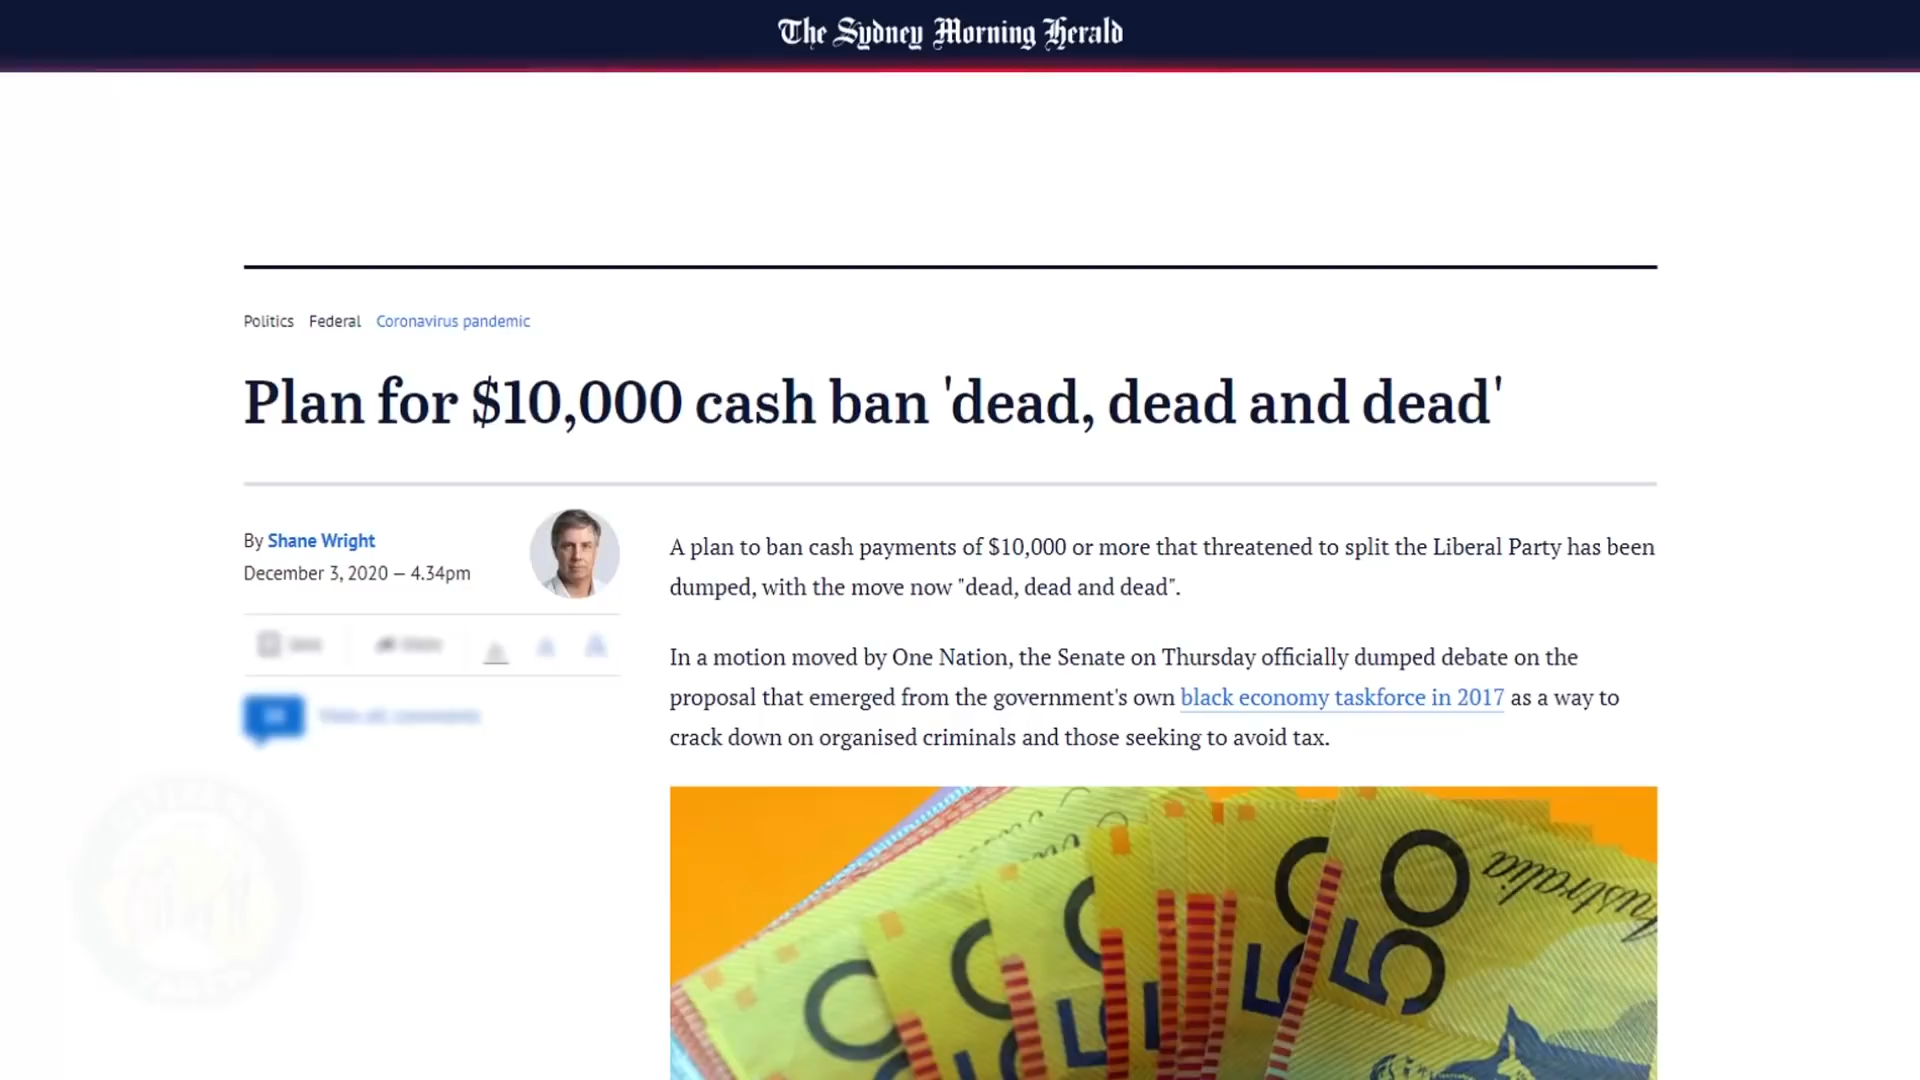 The Sydney Morning Herald
Politics Federal Coronavirus pandemic
Plan for $10,000 cash ban 'dead, dead and dead'
By Shane Wright
December 3, 2020 – 4.34pm
A plan to ban cash payments of $10,000 or more that threatened to split the Liberal Party has been
dumped, with the move now "dead, dead and dead".
In a motion moved by One Nation, the Senate on Thursday officially dumped debate on the
proposal that emerged from the government's own black economy taskforce in 2017 as a way to
crack down on organised criminals and those seeking to avoid tax.
50
Australia